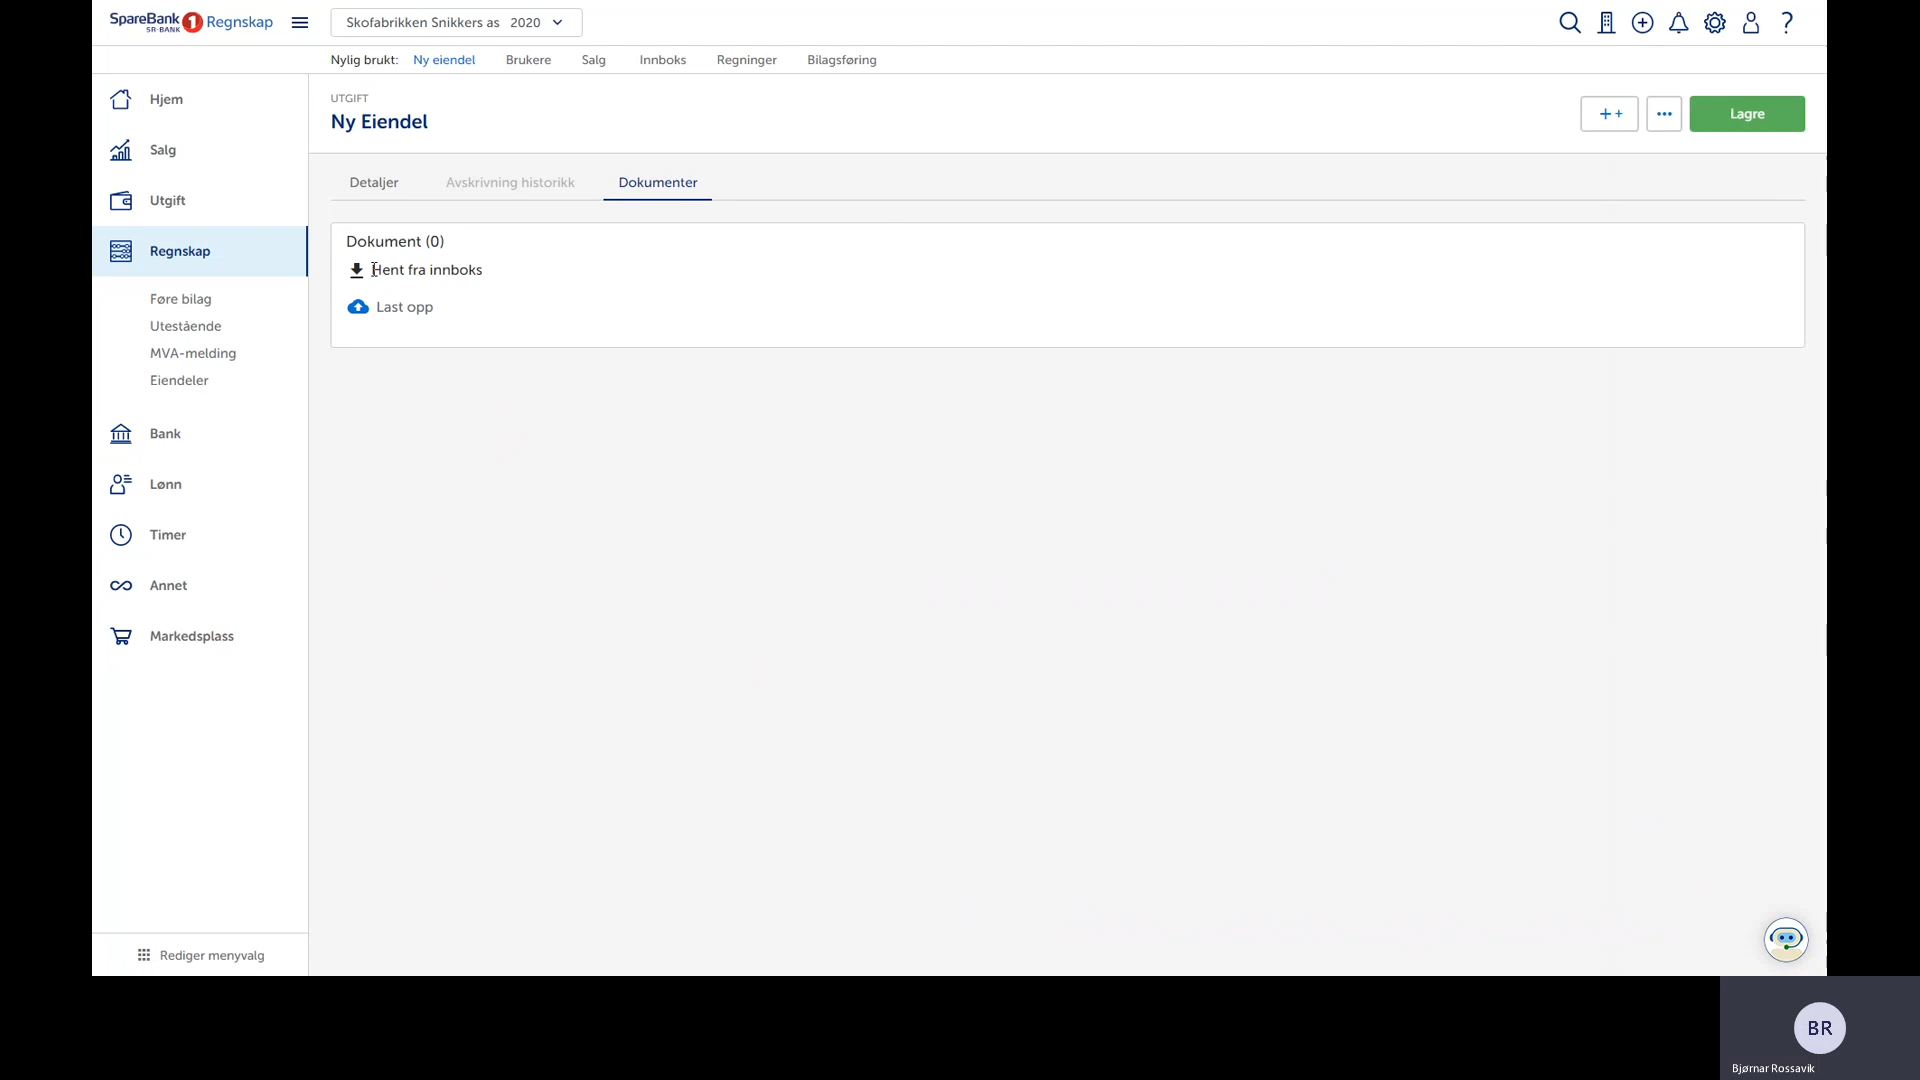 SpareBank 1 Regnskap
SR-BANK
Skofabrikken Snikkers as 2020
Nylig brukt: Ny eiendel Brukere Salg Innboks Regninger Bilagsføring
Hjem
Salg
Utgift
Regnskap
Føre bilag
Utestående
MVA-melding
Eiendeler
Bank
Lønn
Timer
Annet
Markedsplass
Rediger menyvalg
UTGIFT
Ny Eiendel
++
Lagre
Detaljer Avskrivning historikk Dokumenter
Dokument (0)
Hent fra innboks
Last opp
BR
Bjørnar Rossavik